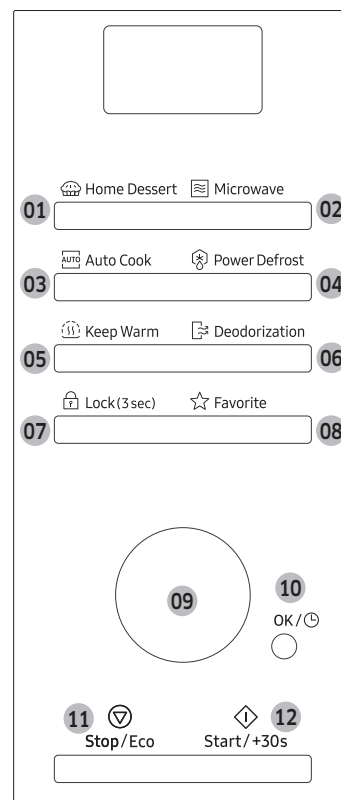 Home Dessert Microwave
01 02
AUTO Auto Cook Power Defrost
03 04
Keep Warm Deodorization
05 06
Lock (3 sec) Favorite
07 08
09
10
OK/
11 12
Stop/Eco Start/+30s